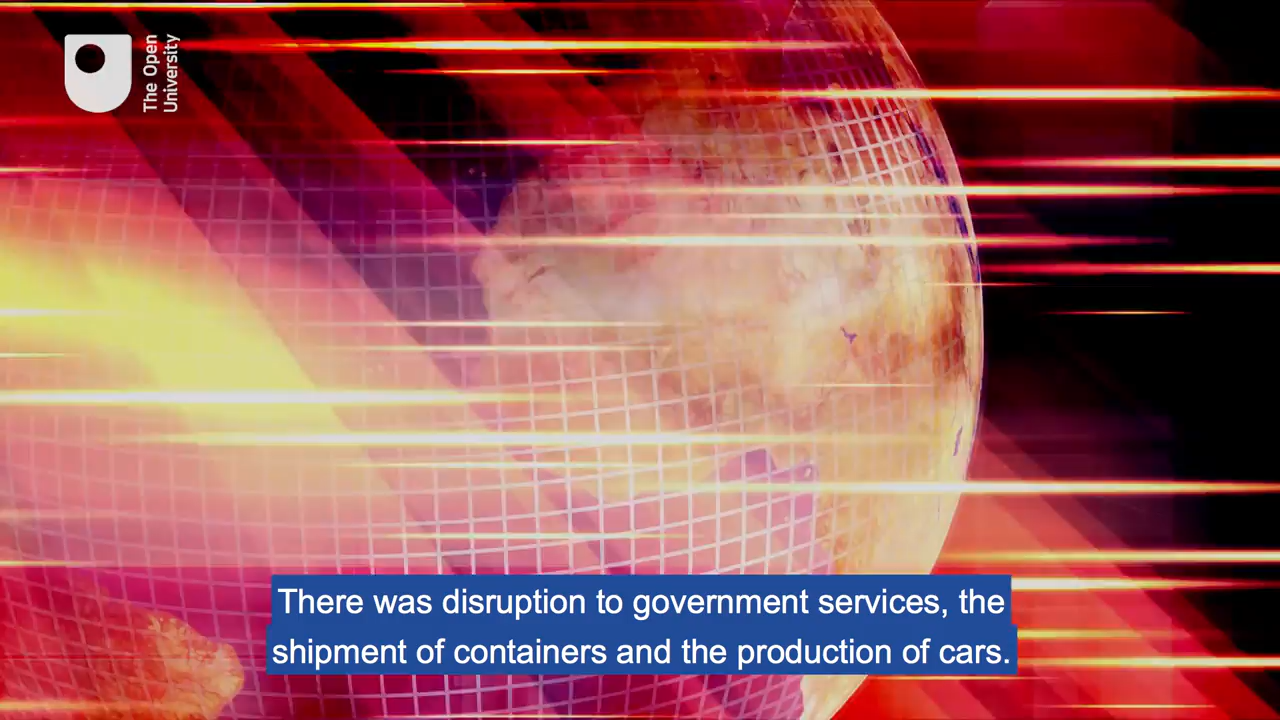 The Open
University
There was disruption to government services, the
shipment of containers and the production of cars.